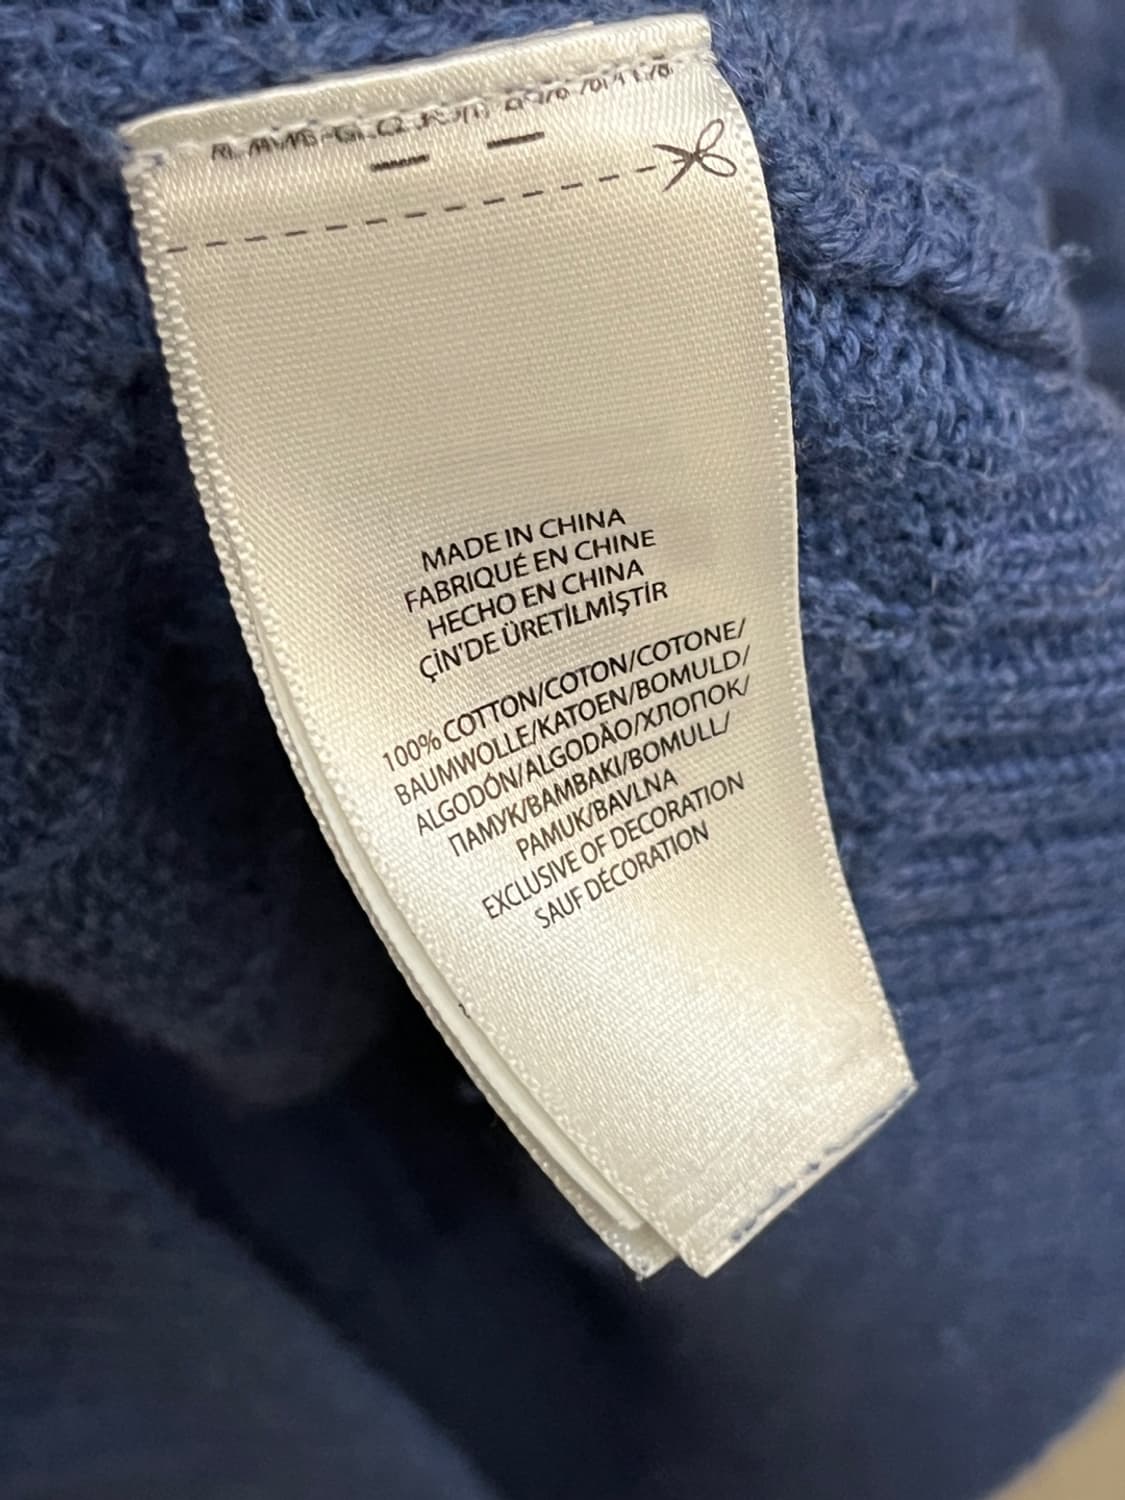 MADE IN CHINA
FABRIQUÉ EN CHINE
HECHO EN CHINA
ÇİN'DE ÜRETİLMİŞTİR
100% COTTON/COTON/COTONE/
BAUMWOLLE/KATOEN/BOMULD/
ALGODÓN/ALGODÃO/ХЛОПОК/
ПАМУК/BAMBAKI/BOMULL/
PAMUK/BAVLNA
EXCLUSIVE OF DECORATION
SAUF DÉCORATION